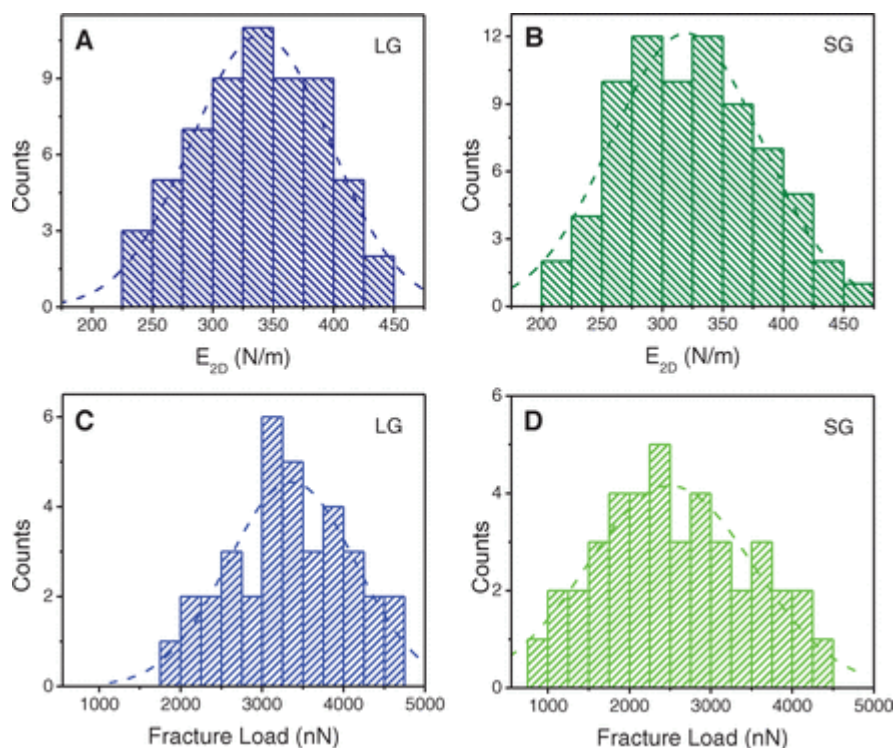 A LG
9
6
3
0
Counts
200 250 300 350 400 450
E2D (N/m)
B SG
12
9
6
3
0
Counts
200 250 300 350 400 450
E2D (N/m)
C LG
6
4
2
0
Counts
1000 2000 3000 4000 5000
Fracture Load (nN)
D SG
6
4
2
0
Counts
1000 2000 3000 4000 5000
Fracture Load (nN)